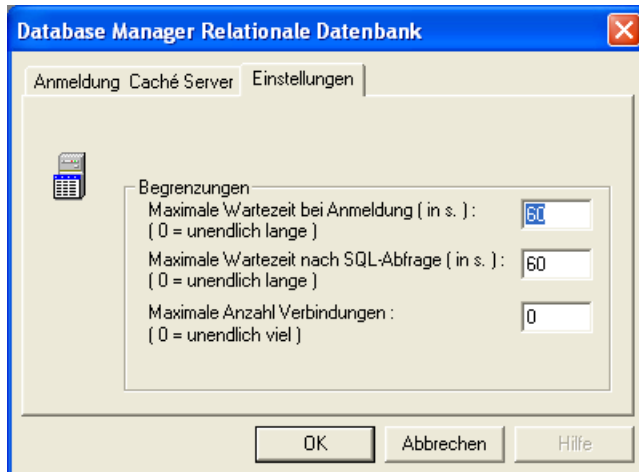 Database Manager Relationale Datenbank
Anmeldung Caché Server Einstellungen
Begrenzungen
Maximale Wartezeit bei Anmeldung ( in s. ) : 60
( 0 = unendlich lange )
Maximale Wartezeit nach SQL-Abfrage ( in s. ) : 60
( 0 = unendlich lange )
Maximale Anzahl Verbindungen : 0
( 0 = unendlich viel )
OK Abbrechen Hilfe